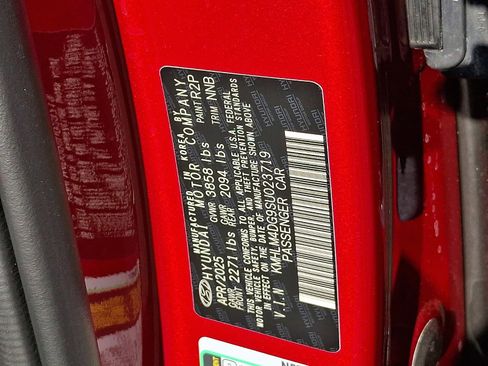 MANUFACTURED IN KOREA BY
HYUNDAI MOTOR COMPANY
APR/2025 GVWR 3858 lbs PAINT R2P
GAWR FRONT 2271 lbs GAWR REAR 2094 lbs TRIM NNB
THIS VEHICLE CONFORMS TO ALL APPLICABLE U.S.A. FEDERAL
MOTOR VEHICLE SAFETY, BUMPER, AND THEFT PREVENTION STANDARDS
IN EFFECT ON THE DATE OF MANUFACTURE SHOWN ABOVE
V.I.N KMHLM4DG9SU023719
PASSENGER CAR